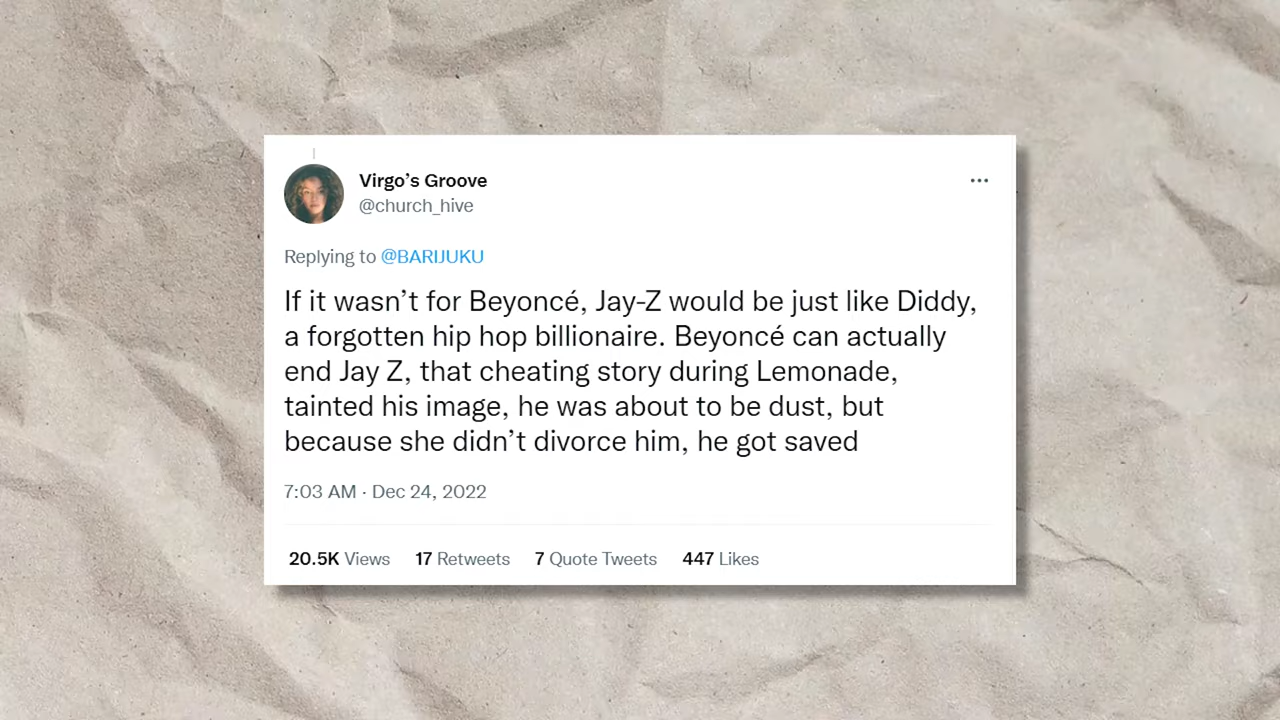 Virgo’s Groove
@church_hive
Replying to @BARIJUKU
If it wasn’t for Beyoncé, Jay-Z would be just like Diddy,
a forgotten hip hop billionaire. Beyoncé can actually
end Jay Z, that cheating story during Lemonade,
tainted his image, he was about to be dust, but
because she didn’t divorce him, he got saved
7:03 AM · Dec 24, 2022
20.5K Views 17 Retweets 7 Quote Tweets 447 Likes